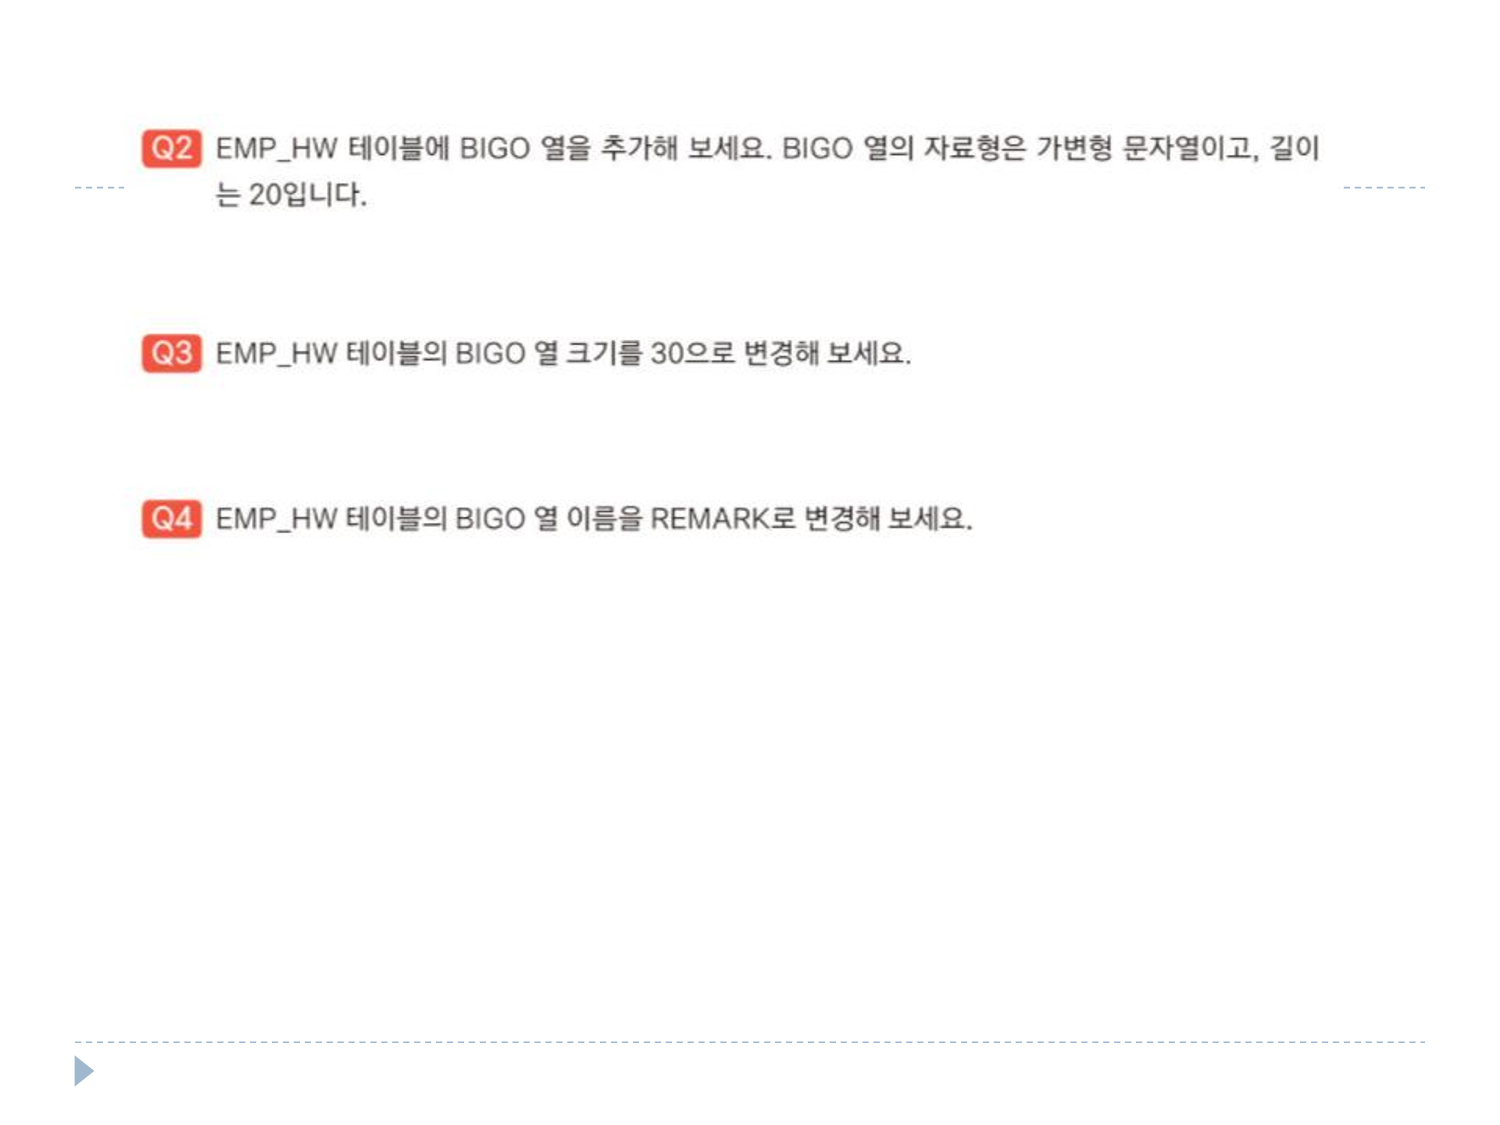 Q2 EMP_HW 테이블에 BIGO 열을 추가해 보세요. BIGO 열의 자료형은 가변형 문자열이고, 길이
는 20입니다.
Q3 EMP_HW 테이블의 BIGO 열 크기를 30으로 변경해 보세요.
Q4 EMP_HW 테이블의 BIGO 열 이름을 REMARK로 변경해 보세요.